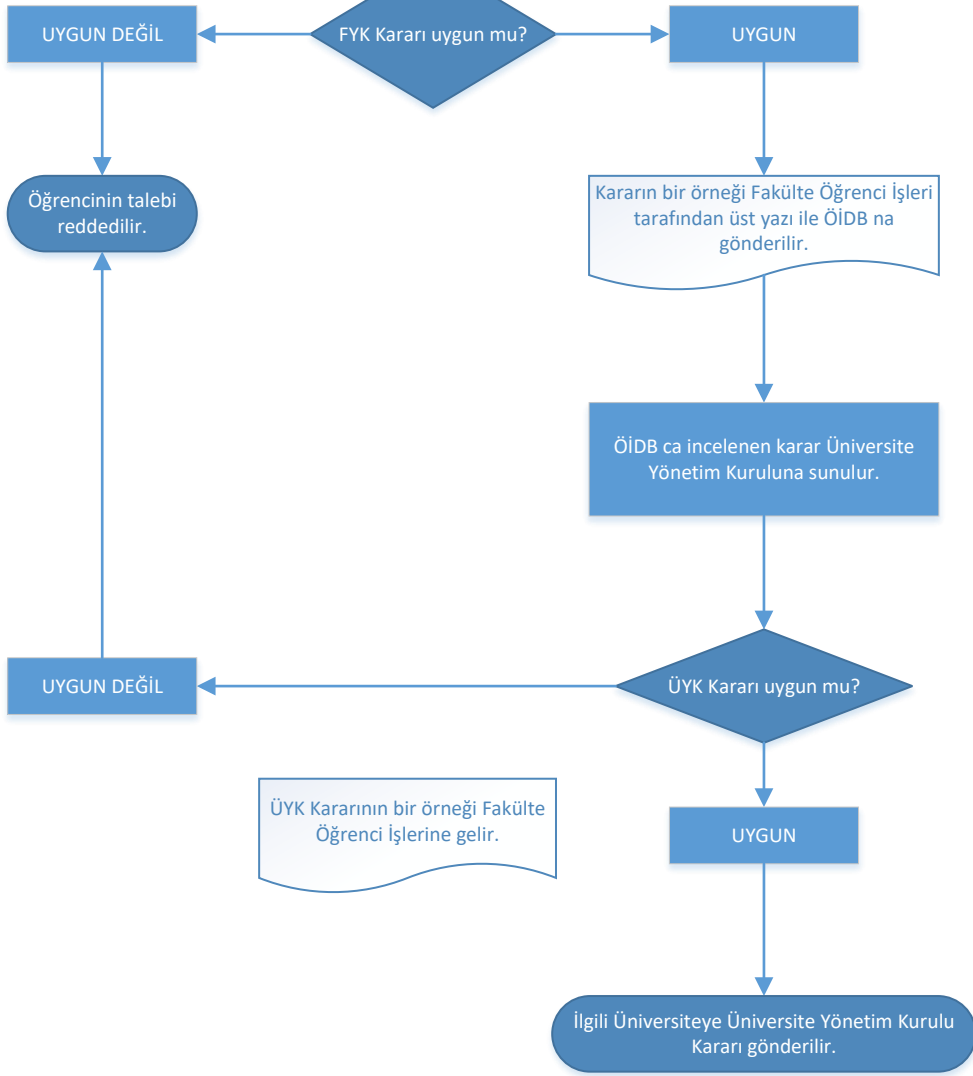 UYGUN DEĞİL
FYK Kararı uygun mu?
UYGUN
Öğrencinin talebi
reddedilir.
Kararın bir örneği Fakülte Öğrenci İşleri
tarafından üst yazı ile ÖİDB na
gönderilir.
ÖİDB ca incelenen karar Üniversite
Yönetim Kuruluna sunulur.
UYGUN DEĞİL
ÜYK Kararı uygun mu?
ÜYK Kararının bir örneği Fakülte
Öğrenci İşlerine gelir.
UYGUN
İlgili Üniversiteye Üniversite Yönetim Kurulu
Kararı gönderilir.